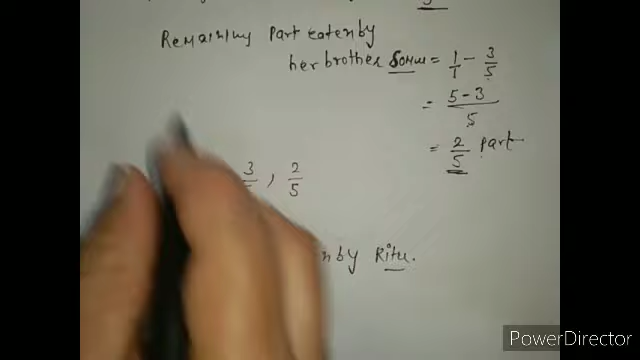 Remaining Part eaten by
her brother Somu = 1/1 - 3/5
= 5-3/5
= 2/5 Part
3/5, 2/5
by Ritu.
PowerDirector